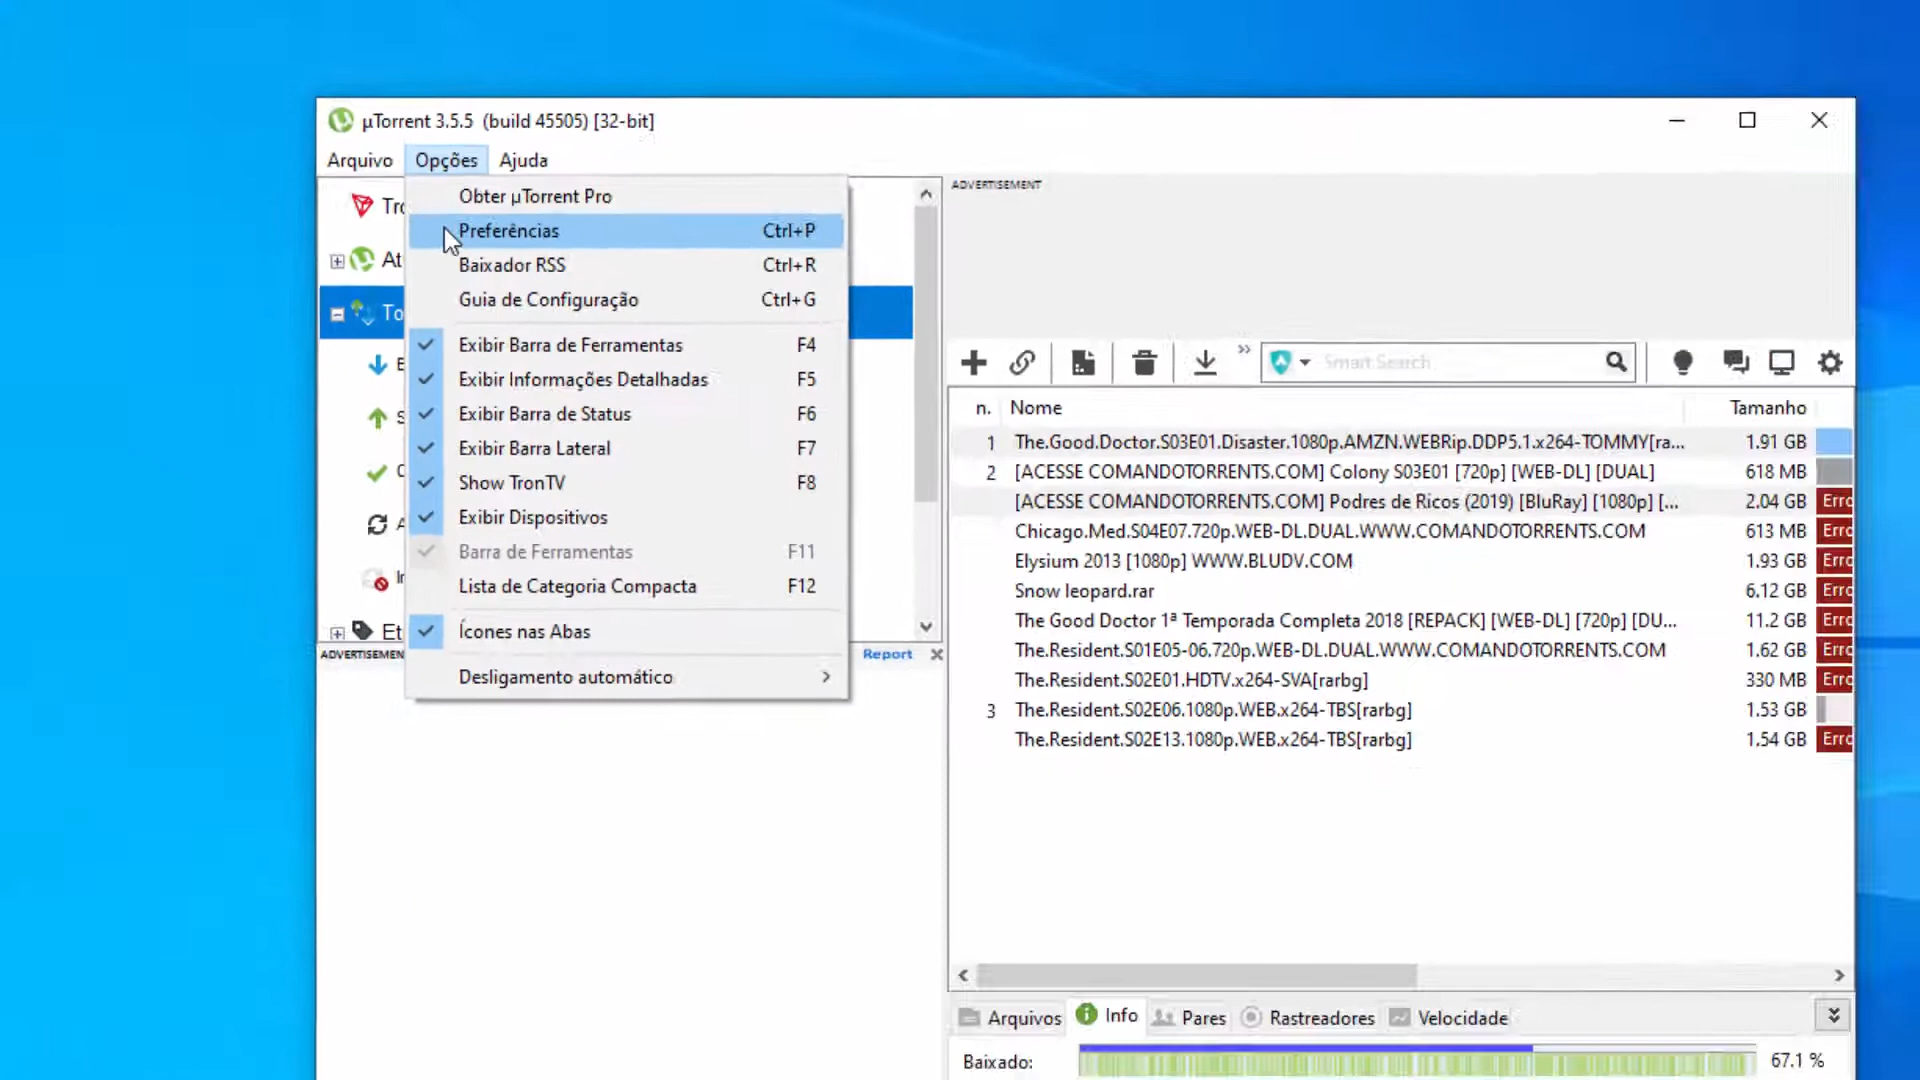 µTorrent 3.5.5 (build 45505) [32-bit]
Arquivo Opções Ajuda
Obter µTorrent Pro
Preferências Ctrl+P
Baixador RSS Ctrl+R
Guia de Configuração Ctrl+G
Exibir Barra de Ferramentas F4
Exibir Informações Detalhadas F5
Exibir Barra de Status F6
Exibir Barra Lateral F7
Show TronTV F8
Exibir Dispositivos
Barra de Ferramentas F11
Lista de Categoria Compacta F12
Ícones nas Abas
Desligamento automático
Report
ADVERTISEMENT
Smart Search
n. Nome Tamanho
1 The.Good.Doctor.S03E01.Disaster.1080p.AMZN.WEBRip.DDP5.1.x264-TOMMY[ra... 1.91 GB
2 [ACESSE COMANDOTORRENTS.COM] Colony S03E01 [720p] [WEB-DL] [DUAL] 618 MB
[ACESSE COMANDOTORRENTS.COM] Podres de Ricos (2019) [BluRay] [1080p] [... 2.04 GB Erro
Chicago.Med.S04E07.720p.WEB-DL.DUAL.WWW.COMANDOTORRENTS.COM 613 MB Erro
Elysium 2013 [1080p] WWW.BLUDV.COM 1.93 GB Erro
Snow leopard.rar 6.12 GB Erro
The Good Doctor 1ª Temporada Completa 2018 [REPACK] [WEB-DL] [720p] [DU... 11.2 GB Erro
The.Resident.S01E05-06.720p.WEB-DL.DUAL.WWW.COMANDOTORRENTS.COM 1.62 GB Erro
The.Resident.S02E01.HDTV.x264-SVA[rarbg] 330 MB Erro
3 The.Resident.S02E06.1080p.WEB.x264-TBS[rarbg] 1.53 GB
The.Resident.S02E13.1080p.WEB.x264-TBS[rarbg] 1.54 GB Erro
Arquivos Info Pares Rastreadores Velocidade
Baixado: 67.1 %